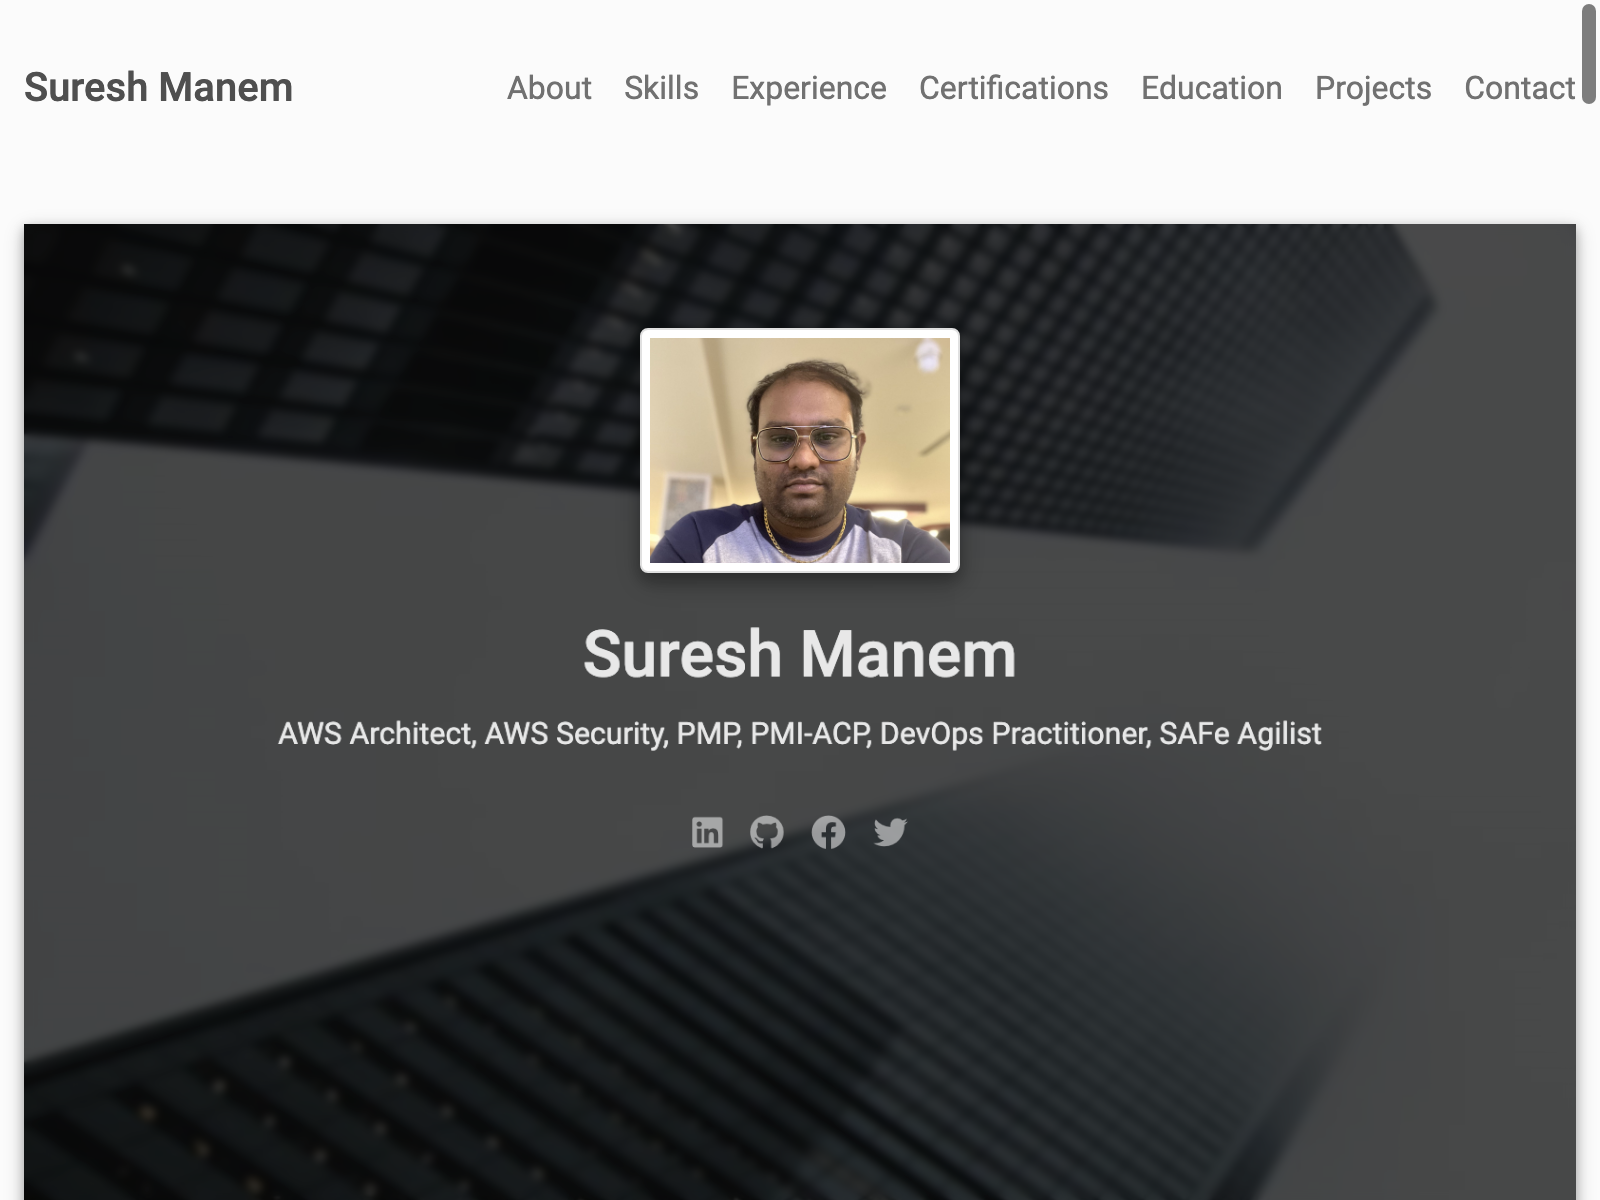 Suresh Manem
About Skills Experience Certifications Education Projects Contact
Suresh Manem
AWS Architect, AWS Security, PMP, PMI-ACP, DevOps Practitioner, SAFe Agilist